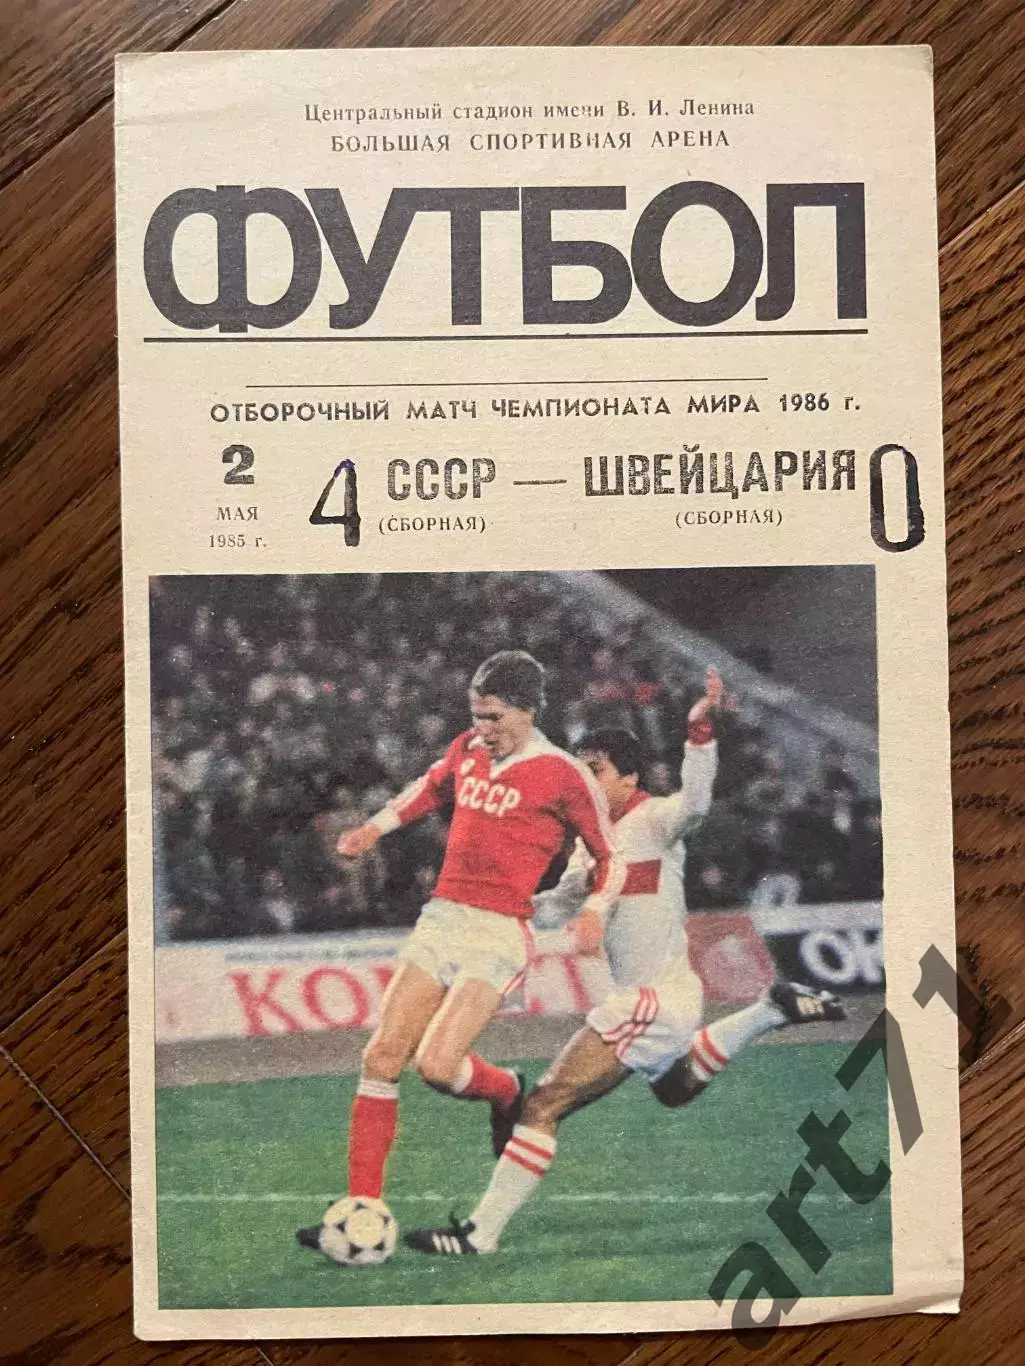 Центральный стадион имени В. И. Ленина
БОЛЬШАЯ СПОРТИВНАЯ АРЕНА
ФУТБОЛ
ОТБОРОЧНЫЙ МАТЧ ЧЕМПИОНАТА МИРА 1986 г.
2 4 СССР — ШВЕЙЦАРИЯ 0
МАЯ (СБОРНАЯ) (СБОРНАЯ)
1985 г.
СССР
art71